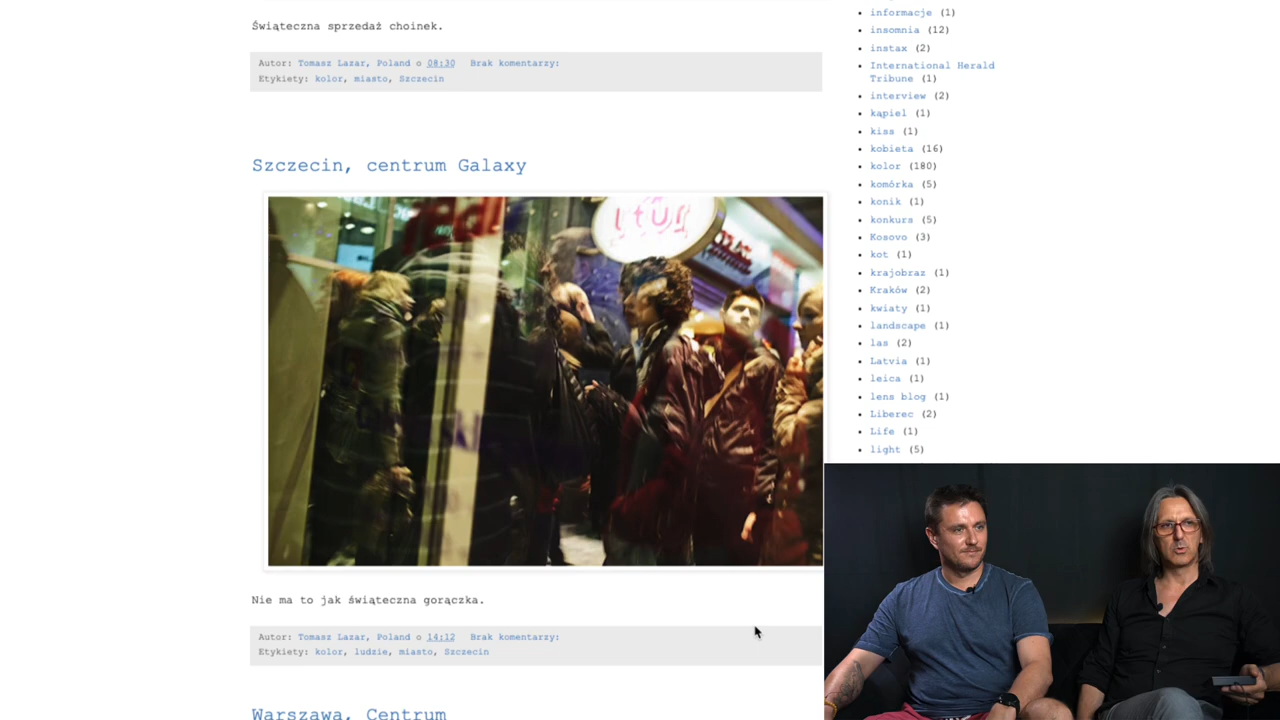 Świąteczna sprzedaż choinek.
Autor: Tomasz Lazar, Poland o 08:30 Brak komentarzy:
Etykiety: kolor, miasto, Szczecin
Szczecin, centrum Galaxy
Nie ma to jak świąteczna gorączka.
Autor: Tomasz Lazar, Poland o 14:12 Brak komentarzy:
Etykiety: kolor, ludzie, miasto, Szczecin
Warszawa, Centrum
informacje (1)
insomnia (12)
instax (2)
International Herald
Tribune (1)
interview (2)
kąpiel (1)
kiss (1)
kobieta (16)
kolor (180)
komórka (5)
konik (1)
konkurs (5)
Kosovo (3)
kot (1)
krajobraz (1)
Kraków (2)
kwiaty (1)
landscape (1)
las (2)
Latvia (1)
leica (1)
lens blog (1)
Liberec (2)
Life (1)
light (5)